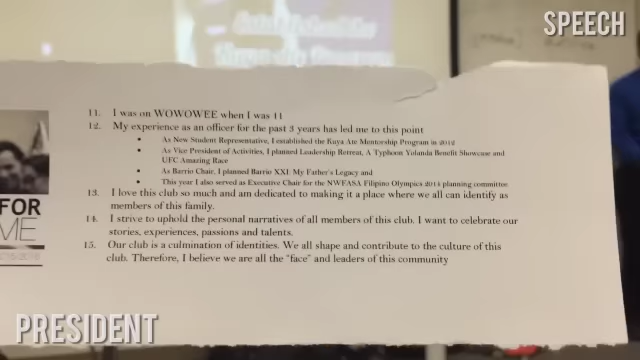 SPEECH
11. I was on WOWOWEE when I was 11
12. My experience as an officer for the past 3 years has led me to this point
• As New Student Representative, I established the Kuya Ate Mentorship Program in 2012
• As Vice President of Activities, I planned Leadership Retreat, A Typhoon Yolanda Benefit Showcase and
UFC Amazing Race
• As Barrio Chair, I planned Barrio XXI: My Father's Legacy and
• This year I also served as Executive Chair for the NWFASA Filipino Olympics 2014 planning committee
13. I love this club so much and am dedicated to making it a place where we all can identify as
members of this family.
14. I strive to uphold the personal narratives of all members of this club. I want to celebrate our
stories, experiences, passions and talents.
15. Our club is a culmination of identities. We all shape and contribute to the culture of this
club. Therefore, I believe we are all the "face" and leaders of this community
FOR
ME
PRESIDENT